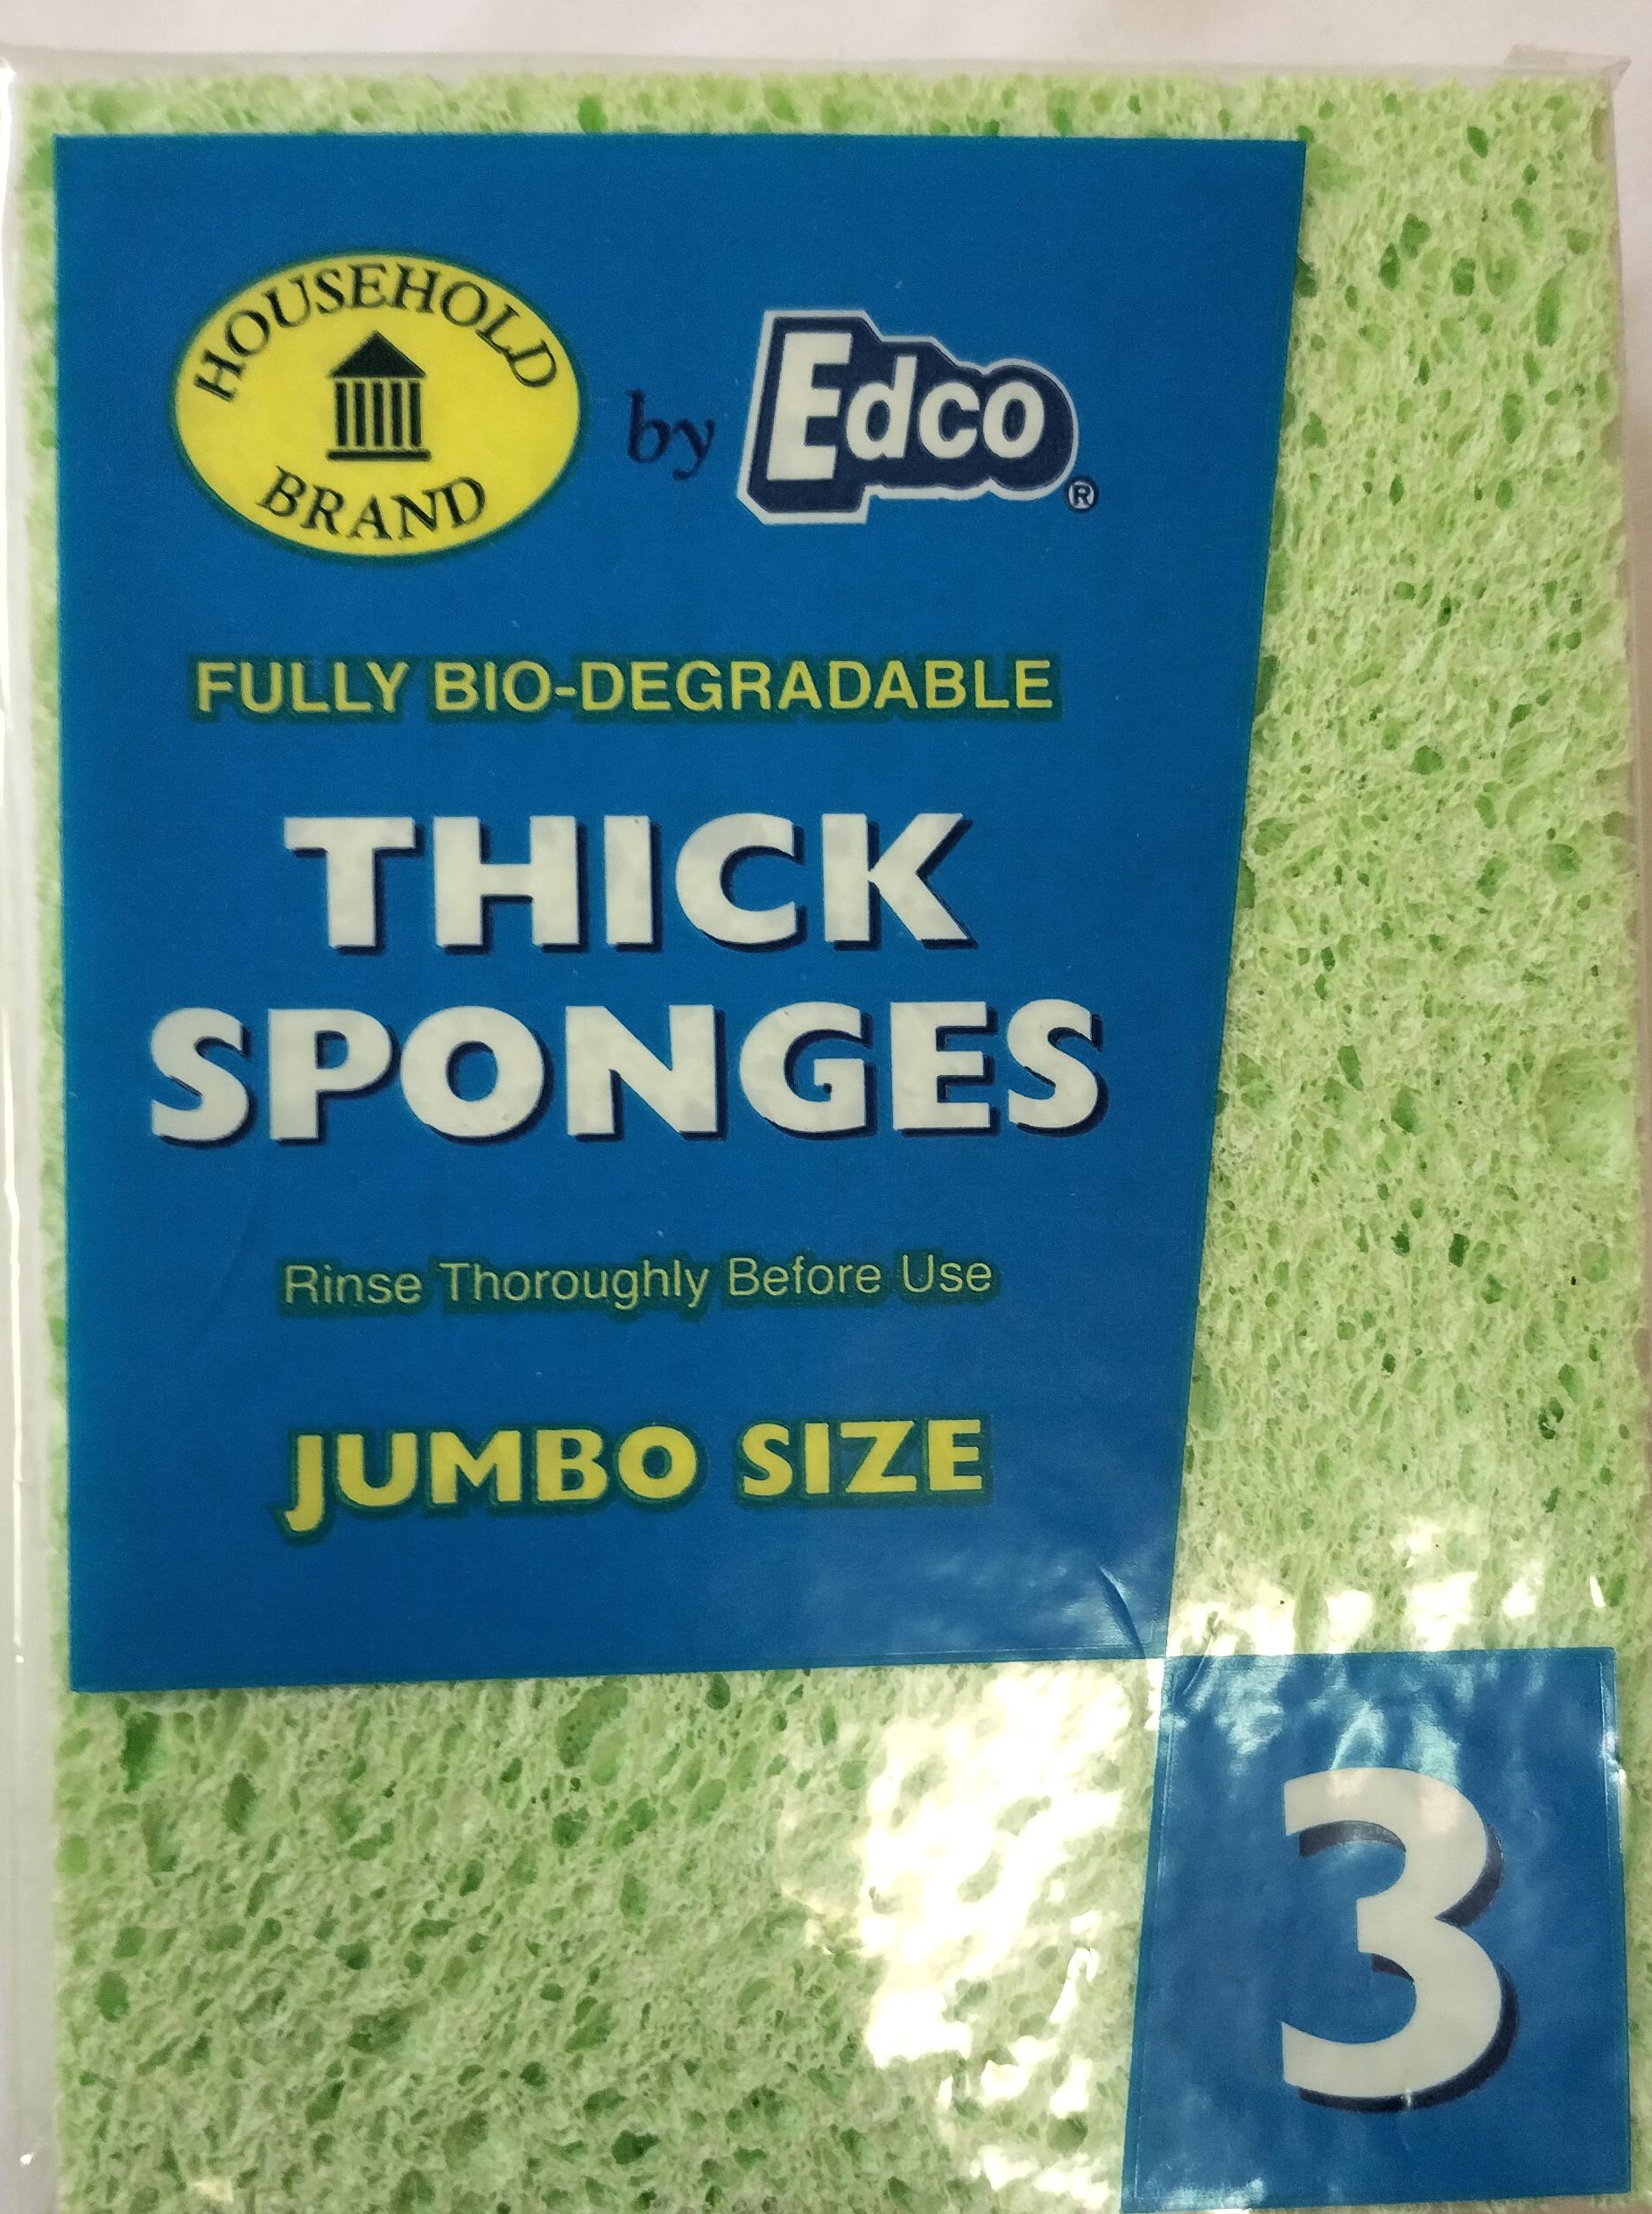 HOUSEHOLD
BRAND
by Edco®
FULLY BIO-DEGRADABLE
THICK
SPONGES
Rinse Thoroughly Before Use
JUMBO SIZE
3